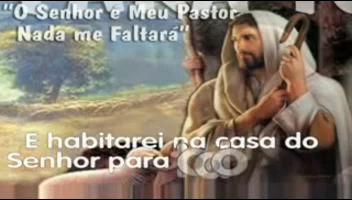 "O Senhor é Meu Pastor
Nada me Faltará"
E habitarei na casa do
Senhor para